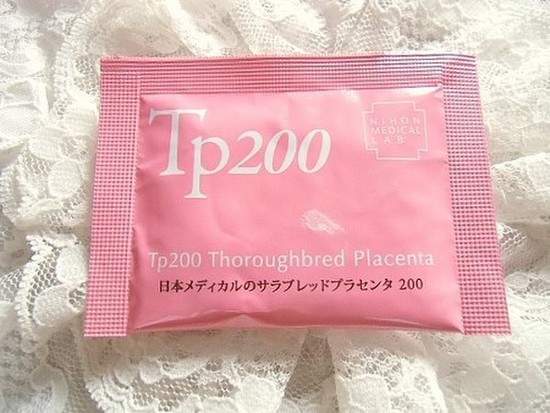 Tp200
NIHON
MEDICAL
LAB
Tp200 Thoroughbred Placenta
日本メディカルのサラブレッドプラセンタ 200